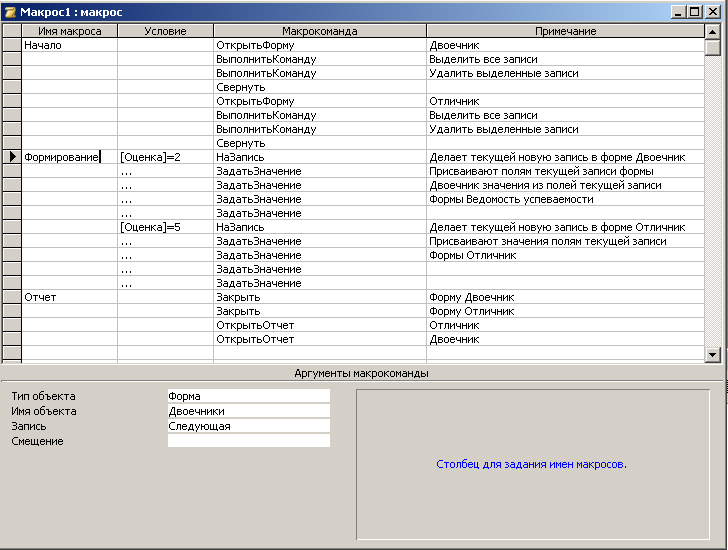 Макрос1 : макрос
Имя макроса Условие Макрокоманда Примечание
Начало ОткрытьФорму Двоечник
ВыполнитьКоманду Выделить все записи
ВыполнитьКоманду Удалить выделенные записи
Свернуть
ОткрытьФорму Отличник
ВыполнитьКоманду Выделить все записи
ВыполнитьКоманду Удалить выделенные записи
Свернуть
Формирование [Оценка]=2 НаЗапись Делает текущей новую запись в форме Двоечник
... ЗадатьЗначение Присваивают полям текущей записи формы
... ЗадатьЗначение Двоечник значения из полей текущей записи
... ЗадатьЗначение Формы Ведомость успеваемости
... ЗадатьЗначение
[Оценка]=5 НаЗапись Делает текущей новую запись в форме Отличник
... ЗадатьЗначение Присваивают значения полям текущей записи
... ЗадатьЗначение Формы Отличник
... ЗадатьЗначение
... ЗадатьЗначение
Отчет Закрыть Форму Двоечник
Закрыть Форму Отличник
ОткрытьОтчет Отличник
ОткрытьОтчет Двоечник
Аргументы макрокоманды
Тип объекта Форма
Имя объекта Двоечники
Запись Следующая
Смещение
Столбец для задания имен макросов.